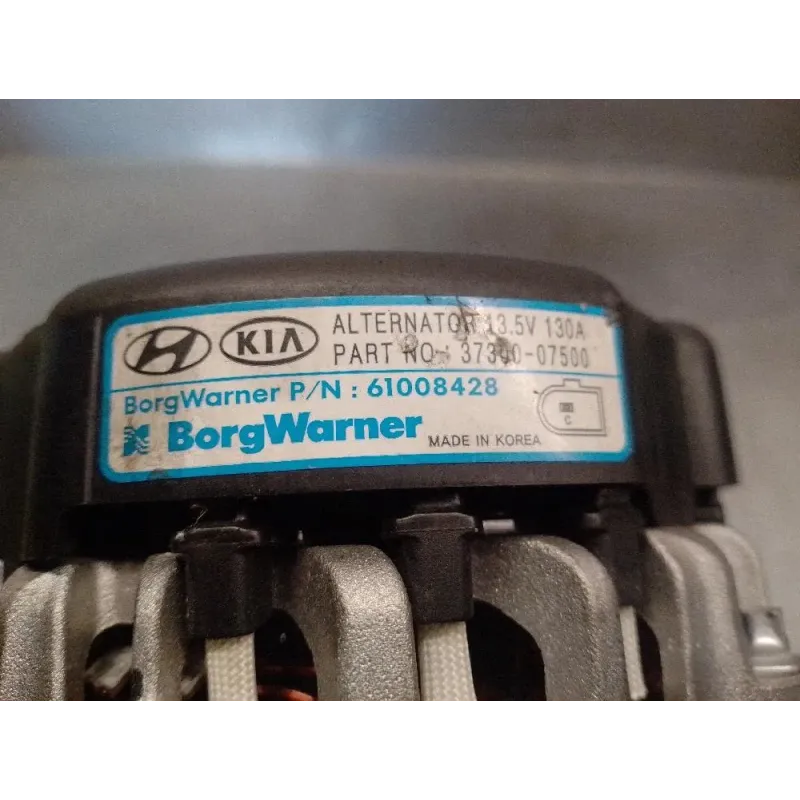 KIA
ALTERNATOR 13.5V 130A
PART NO : 37300-07500
BorgWarner P/N : 61008428
BorgWarner
MADE IN KOREA
C